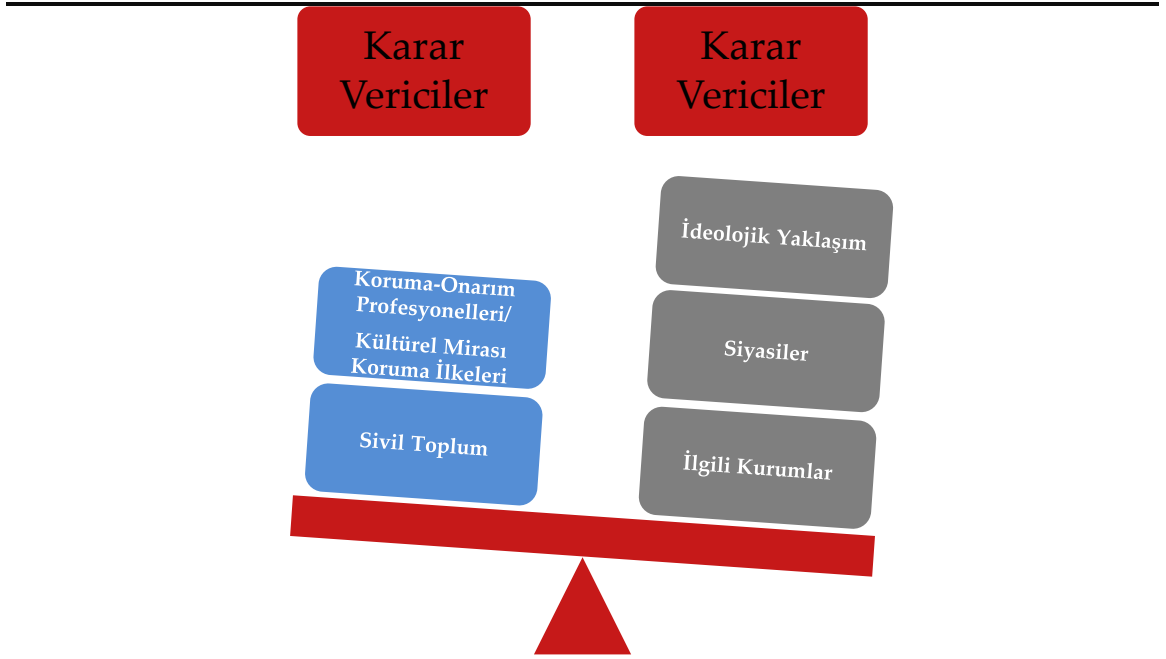 Karar
Vericiler
Karar
Vericiler
Koruma-Onarım
Profesyonelleri/
Kültürel Mirası
Koruma İlkeleri
Sivil Toplum
İdeolojik Yaklaşım
Siyasiler
İlgili Kurumlar